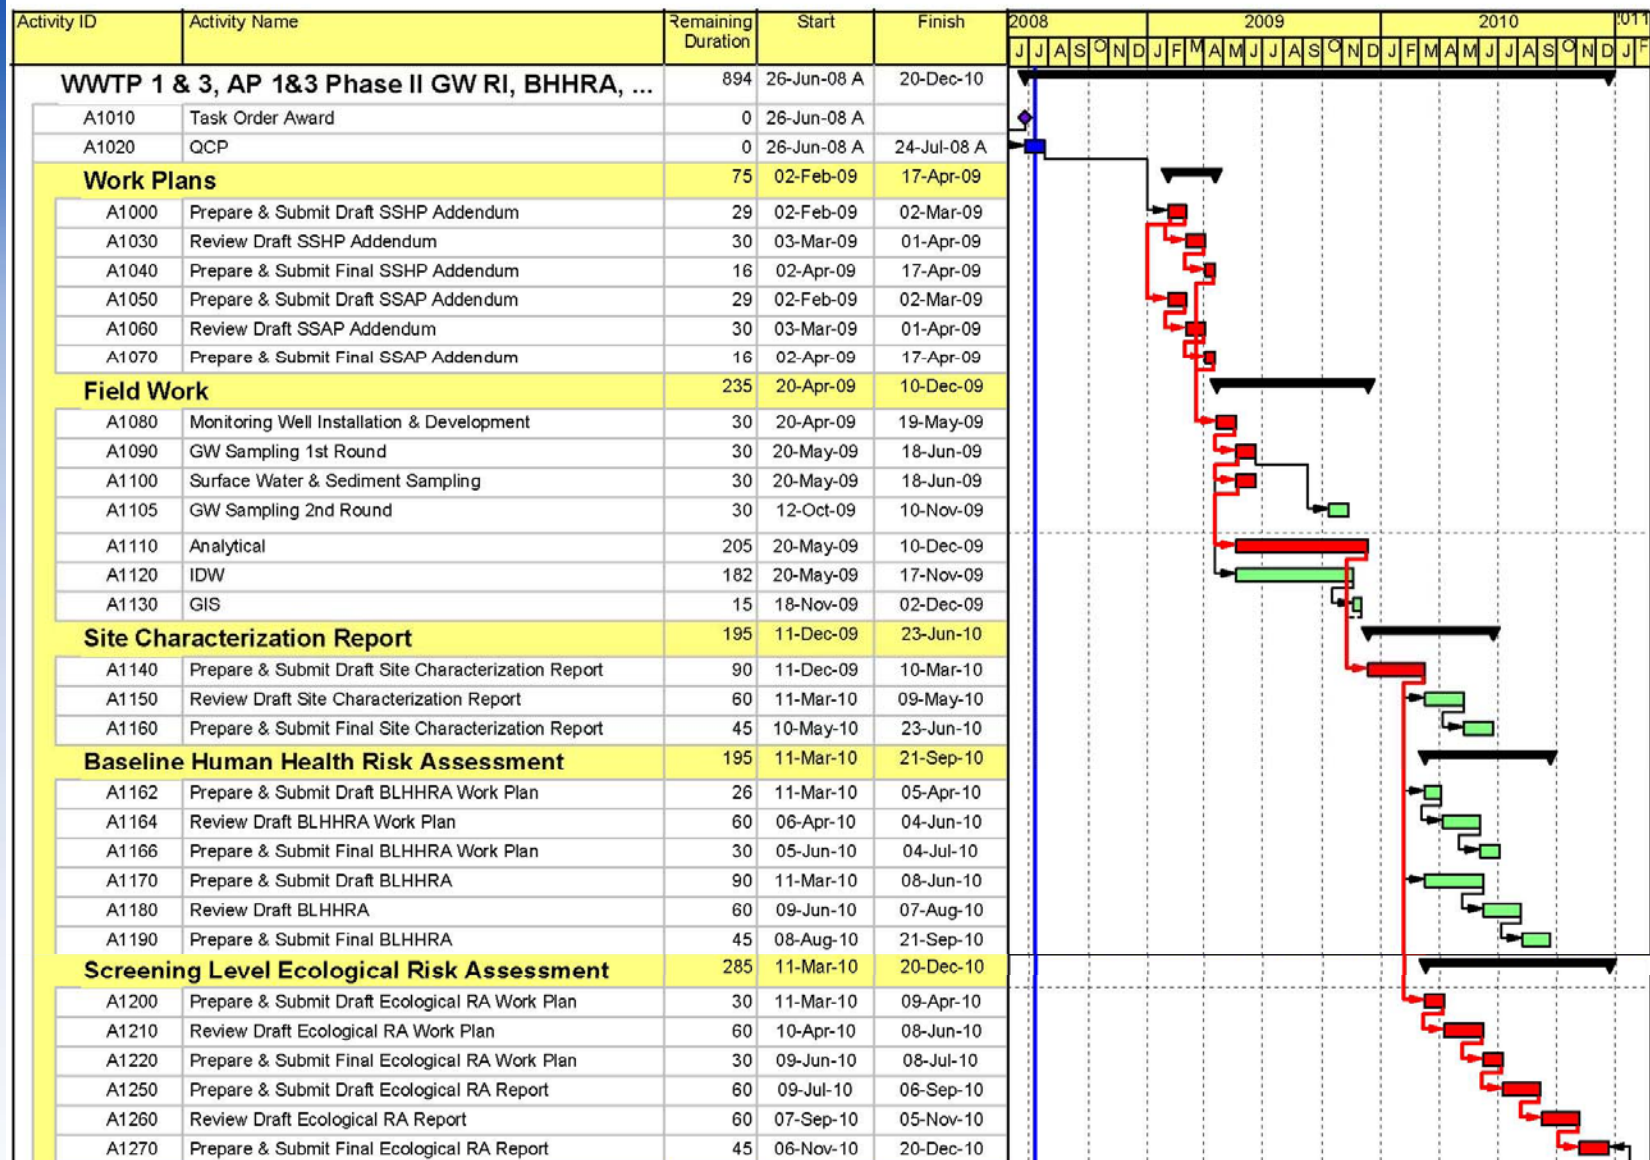 Activity ID Activity Name Remaining Duration Start Finish 2008 2009 2010 2011
J J A S O N D J F M A M J J A S O N D J F M A M J J A S O N D J F
WWTP 1 & 3, AP 1&3 Phase II GW RI, BHHRA, ... 894 26-Jun-08 A 20-Dec-10
A1010 Task Order Award 0 26-Jun-08 A
A1020 QCP 0 26-Jun-08 A 24-Jul-08 A
Work Plans 75 02-Feb-09 17-Apr-09
A1000 Prepare & Submit Draft SSHP Addendum 29 02-Feb-09 02-Mar-09
A1030 Review Draft SSHP Addendum 30 03-Mar-09 01-Apr-09
A1040 Prepare & Submit Final SSHP Addendum 16 02-Apr-09 17-Apr-09
A1050 Prepare & Submit Draft SSAP Addendum 29 02-Feb-09 02-Mar-09
A1060 Review Draft SSAP Addendum 30 03-Mar-09 01-Apr-09
A1070 Prepare & Submit Final SSAP Addendum 16 02-Apr-09 17-Apr-09
Field Work 235 20-Apr-09 10-Dec-09
A1080 Monitoring Well Installation & Development 30 20-Apr-09 19-May-09
A1090 GW Sampling 1st Round 30 20-May-09 18-Jun-09
A1100 Surface Water & Sediment Sampling 30 20-May-09 18-Jun-09
A1105 GW Sampling 2nd Round 30 12-Oct-09 10-Nov-09
A1110 Analytical 205 20-May-09 10-Dec-09
A1120 IDW 182 20-May-09 17-Nov-09
A1130 GIS 15 18-Nov-09 02-Dec-09
Site Characterization Report 195 11-Dec-09 23-Jun-10
A1140 Prepare & Submit Draft Site Characterization Report 90 11-Dec-09 10-Mar-10
A1150 Review Draft Site Characterization Report 60 11-Mar-10 09-May-10
A1160 Prepare & Submit Final Site Characterization Report 45 10-May-10 23-Jun-10
Baseline Human Health Risk Assessment 195 11-Mar-10 21-Sep-10
A1162 Prepare & Submit Draft BLHHRA Work Plan 26 11-Mar-10 05-Apr-10
A1164 Review Draft BLHHRA Work Plan 60 06-Apr-10 04-Jun-10
A1166 Prepare & Submit Final BLHHRA Work Plan 30 05-Jun-10 04-Jul-10
A1170 Prepare & Submit Draft BLHHRA 90 11-Mar-10 08-Jun-10
A1180 Review Draft BLHHRA 60 09-Jun-10 07-Aug-10
A1190 Prepare & Submit Final BLHHRA 45 08-Aug-10 21-Sep-10
Screening Level Ecological Risk Assessment 285 11-Mar-10 20-Dec-10
A1200 Prepare & Submit Draft Ecological RA Work Plan 30 11-Mar-10 09-Apr-10
A1210 Review Draft Ecological RA Work Plan 60 10-Apr-10 08-Jun-10
A1220 Prepare & Submit Final Ecological RA Work Plan 30 09-Jun-10 08-Jul-10
A1250 Prepare & Submit Draft Ecological RA Report 60 09-Jul-10 06-Sep-10
A1260 Review Draft Ecological RA Report 60 07-Sep-10 05-Nov-10
A1270 Prepare & Submit Final Ecological RA Report 45 06-Nov-10 20-Dec-10